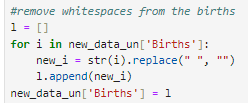 #remove whitespaces from the births
l = []
for i in new_data_un['Births']:
    new_i = str(i).replace(" ", "")
    l.append(new_i)
new_data_un['Births'] = l